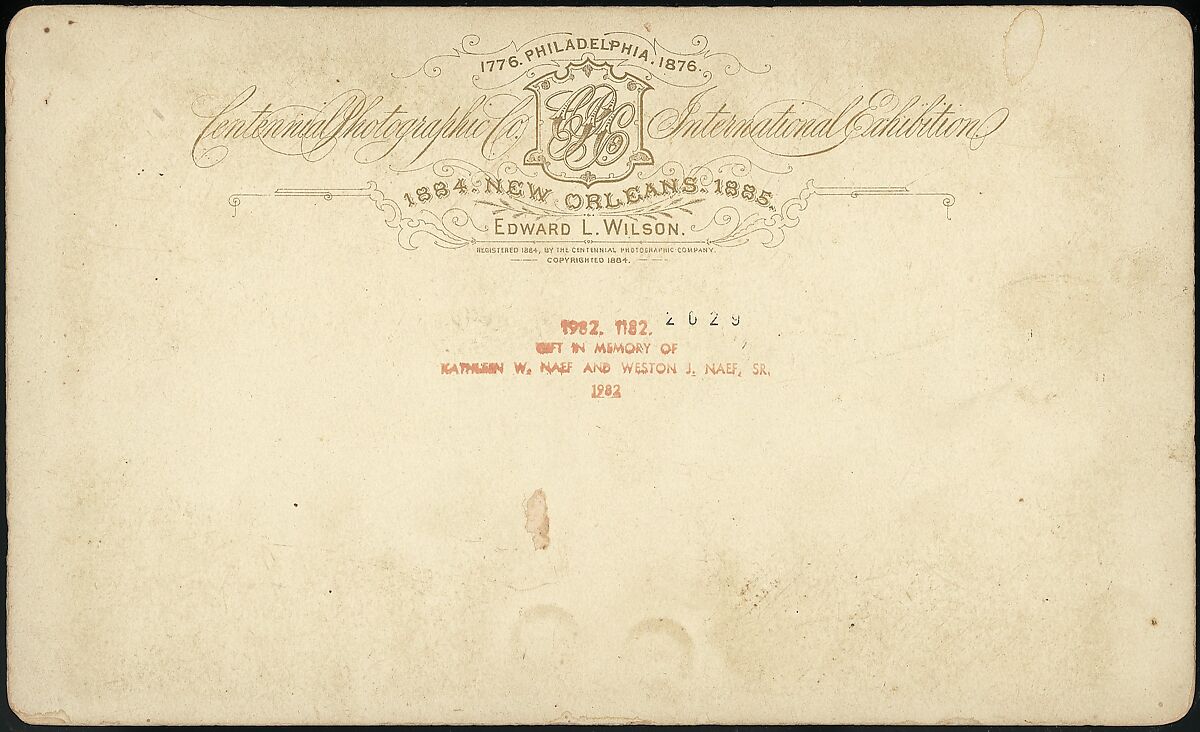 1776. PHILADELPHIA. 1876.
Centennial Photographic Co. International Exhibition
CPC
1884. NEW ORLEANS. 1885.
EDWARD L. WILSON.
REGISTERED 1884, BY THE CENTENNIAL PHOTOGRAPHIC COMPANY.
COPYRIGHTED 1884.
1982. 1182. 2029
GIFT IN MEMORY OF
KATHLEEN W. NAEF AND WESTON J. NAEF, SR.
1982